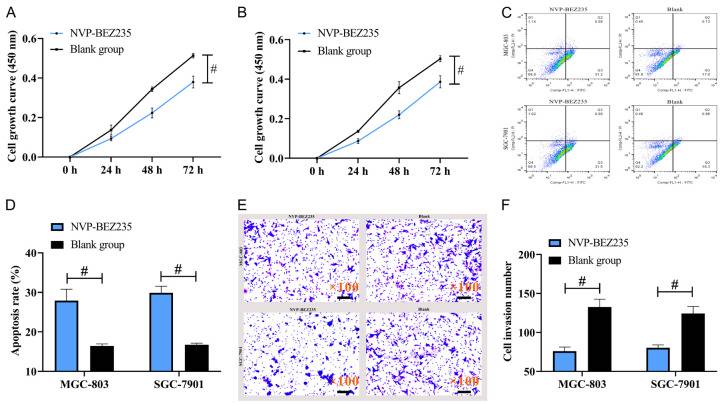 A
NVP-BEZ235
Blank group
Cell growth curve (450 nm)
0.6
0.4
0.2
0.0
0 h
24 h
48 h
72 h
#
B
NVP-BEZ235
Blank group
Cell growth curve (450 nm)
0.6
0.4
0.2
0.0
0 h
24 h
48 h
72 h
#
C
NVP-BEZ235
Blank
MGC-803
SGC-7901
D
NVP-BEZ235
Blank group
Apoptosis rate (%)
40
30
20
10
#
#
MGC-803
SGC-7901
E
NVP-BEZ235
Blank
MGC-803
×100
×100
NVP-BEZ235
Blank
SGC-7901
×100
×100
F
NVP-BEZ235
Blank group
Cell invasion number
200
150
100
50
#
#
MGC-803
SGC-7901